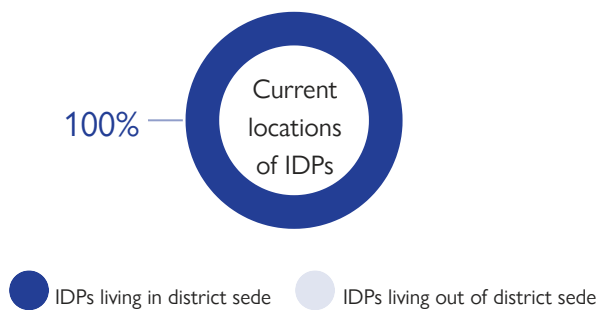 Current
locations
of IDPs
100%
IDPs living in district sede
IDPs living out of district sede